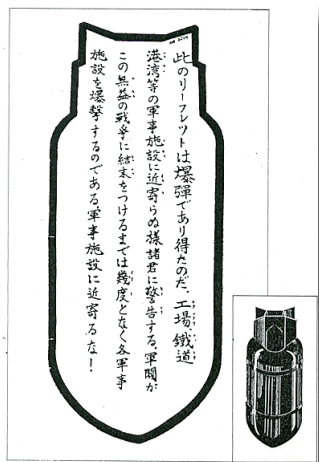 此のリーフレットは爆弾であり得たのだ、工場、鐵道
港湾等の軍事施設に近寄らぬ様諸君に警告する、軍閥が
この無益の戦争に結末をつけるまでは幾度となく各軍事
施設を爆撃するのである、軍事施設に近寄るな！